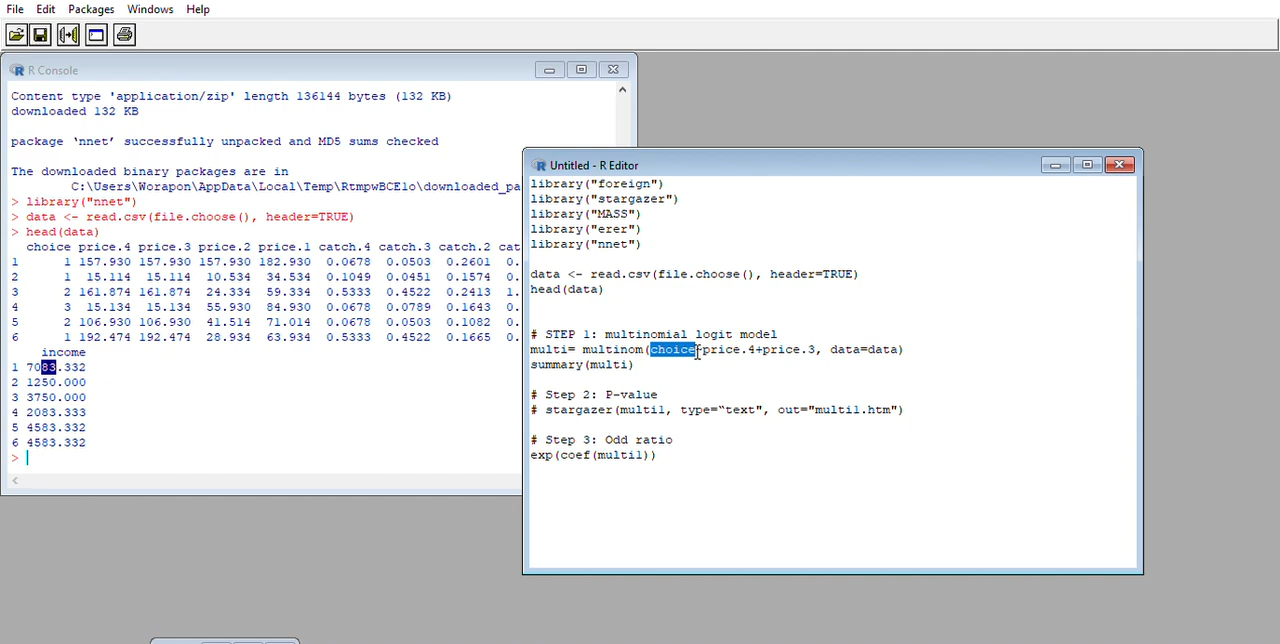 File Edit Packages Windows Help
R Console
Content type 'application/zip' length 136144 bytes (132 KB)
downloaded 132 KB
package ‘nnet’ successfully unpacked and MD5 sums checked
The downloaded binary packages are in
C:\Users\Worapon\AppData\Local\Temp\RtmpwBCElo\downloaded_pa
> library("nnet")
> data <- read.csv(file.choose(), header=TRUE)
> head(data)
choice price.4 price.3 price.2 price.1 catch.4 catch.3 catch.2 cat
1 1 157.930 157.930 157.930 182.930 0.0678 0.0503 0.2601 0.
2 1 15.114 15.114 10.534 34.534 0.1049 0.0451 0.1574 0.
3 2 161.874 161.874 24.334 59.334 0.5333 0.4522 0.2413 1.
4 3 15.134 15.134 55.930 84.930 0.0678 0.0789 0.1643 0.
5 2 106.930 106.930 41.514 71.014 0.0678 0.0503 0.1082 0.
6 1 192.474 192.474 28.934 63.934 0.5333 0.4522 0.1665 0.
income
1 7083.332
2 1250.000
3 3750.000
4 2083.333
5 4583.332
6 4583.332
>
Untitled - R Editor
library("foreign")
library("stargazer")
library("MASS")
library("erer")
library("nnet")
data <- read.csv(file.choose(), header=TRUE)
head(data)
# STEP 1: multinomial logit model
multi= multinom(choice~price.4+price.3, data=data)
summary(multi)
# Step 2: P-value
# stargazer(multi1, type="text", out="multi1.htm")
# Step 3: Odd ratio
exp(coef(multi1))